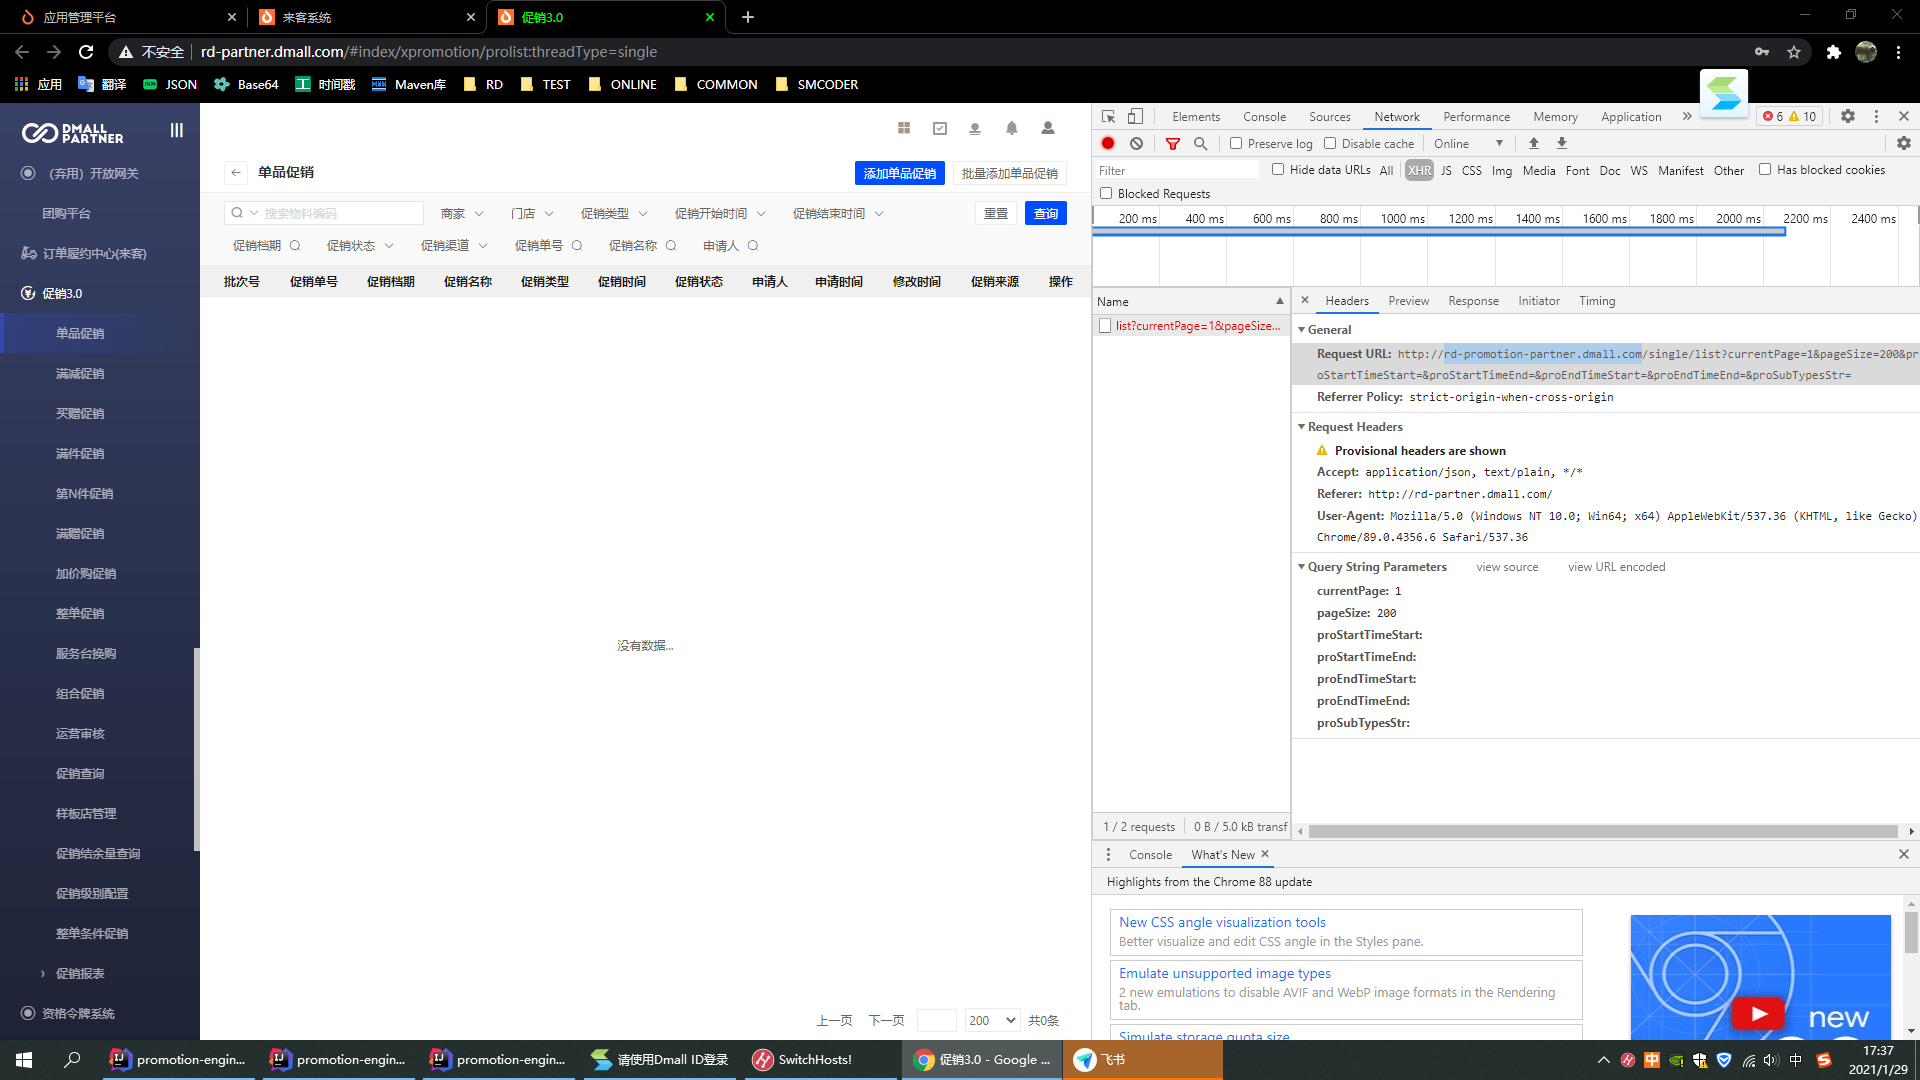 应用管理平台
来客系统
促销3.0
不安全
rd-partner.dmall.com/#index/xpromotion/prolist:threadType=single
应用
翻译
JSON
Base64
时间戳
Maven库
RD
TEST
ONLINE
COMMON
SMCODER
DMALL
PARTNER
（弃用）开放网关
团购平台
订单履约中心(来客)
促销3.0
单品促销
满减促销
买赠促销
满件促销
第N件促销
满赠促销
加价购促销
整单促销
服务台换购
组合促销
运营审核
促销查询
样板店管理
促销结余量查询
促销级别配置
整单条件促销
促销报表
资格令牌系统
单品促销
添加单品促销
批量添加单品促销
搜索物料编码
商家
门店
促销类型
促销开始时间
促销结束时间
重置
查询
促销档期
促销状态
促销渠道
促销单号
促销名称
申请人
批次号 促销单号 促销档期 促销名称 促销类型 促销时间 促销状态 申请人 申请时间 修改时间 促销来源 操作
没有数据...
上一页 下一页 200 共0条
Elements Console Sources Network Performance Memory Application » 6 10
Preserve log Disable cache Online
Filter
Hide data URLs All XHR JS CSS Img Media Font Doc WS Manifest Other Has blocked cookies
Blocked Requests
200 ms 400 ms 600 ms 800 ms 1000 ms 1200 ms 1400 ms 1600 ms 1800 ms 2000 ms 2200 ms 2400 ms
Name
list?currentPage=1&pageSize...
1 / 2 requests
0 B / 5.0 kB transf
Headers Preview Response Initiator Timing
General
Request URL: http://rd-promotion-partner.dmall.com/single/list?currentPage=1&pageSize=200&pr
oStartTimeStart=&proStartTimeEnd=&proEndTimeStart=&proEndTimeEnd=&proSubTypesStr=
Referrer Policy: strict-origin-when-cross-origin
Request Headers
Provisional headers are shown
Accept: application/json, text/plain, */*
Referer: http://rd-partner.dmall.com/
User-Agent: Mozilla/5.0 (Windows NT 10.0; Win64; x64) AppleWebKit/537.36 (KHTML, like Gecko)
Chrome/89.0.4356.6 Safari/537.36
Query String Parameters view source view URL encoded
currentPage: 1
pageSize: 200
proStartTimeStart:
proStartTimeEnd:
proEndTimeStart:
proEndTimeEnd:
proSubTypesStr:
Console What's New
Highlights from the Chrome 88 update
New CSS angle visualization tools
Better visualize and edit CSS angle in the Styles pane.
Emulate unsupported image types
2 new emulations to disable AVIF and WebP image formats in the Rendering
tab.
Simulate storage quota size
new
promotion-engin...
promotion-engin...
promotion-engin...
请使用Dmall ID登录
SwitchHosts!
促销3.0 - Google ...
飞书
中
中
17:37
2021/1/29